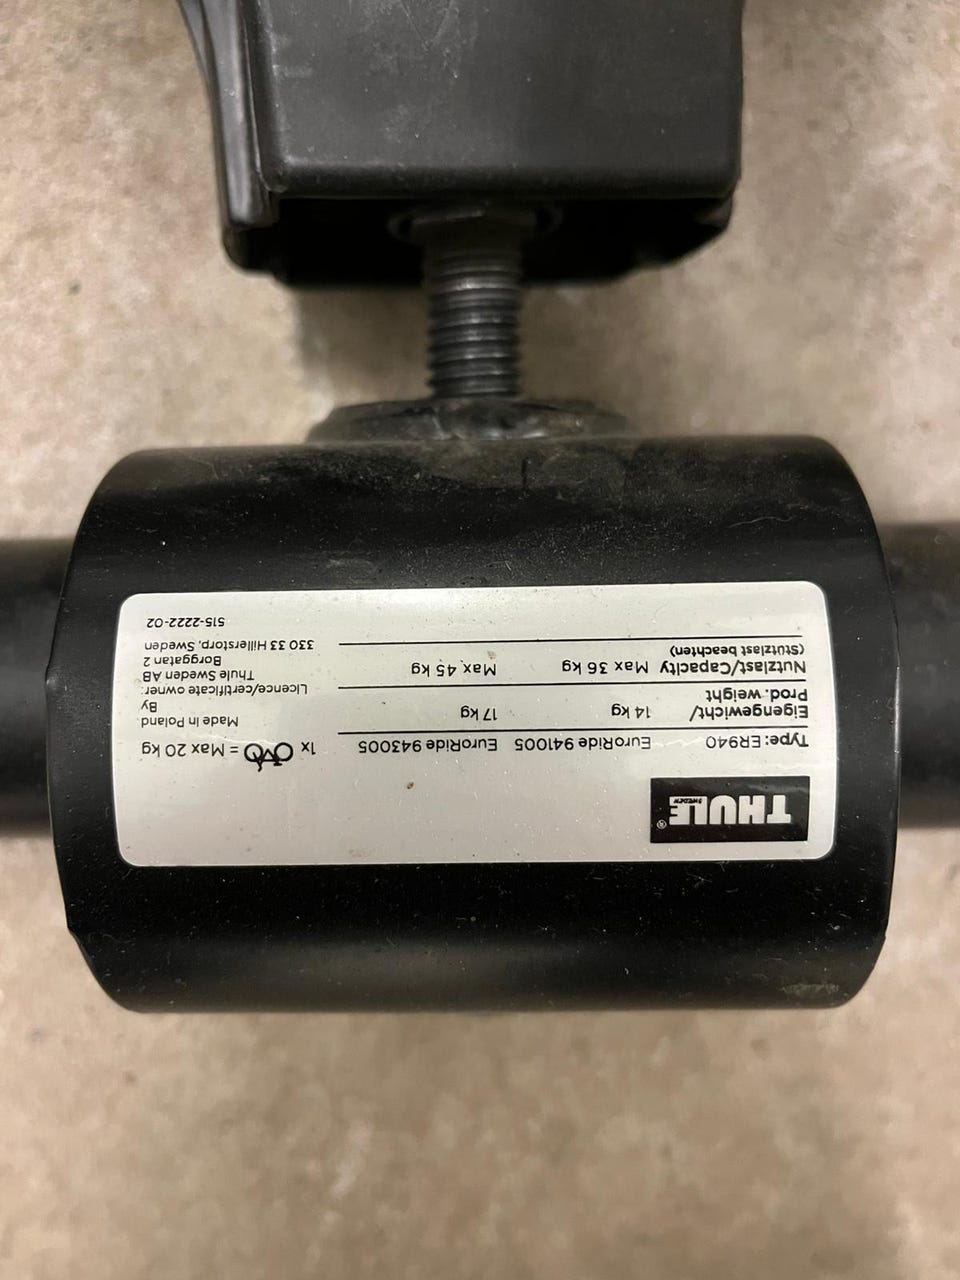 THULE®
SWEDEN
Type: ER940 EuroRide 941005 EuroRide 943005
Eigengewicht/ 14 kg 17 kg
Prod. weight
Nutzlast/Capacity Max 36 kg Max. 45 kg
(Stützlast beachten)
1x = Max 20 kg
Made in Poland
By
Licence/certificate owner:
Thule Sweden AB
Borggatan 2
330 33 Hillerstorp, Sweden
515-2222-02